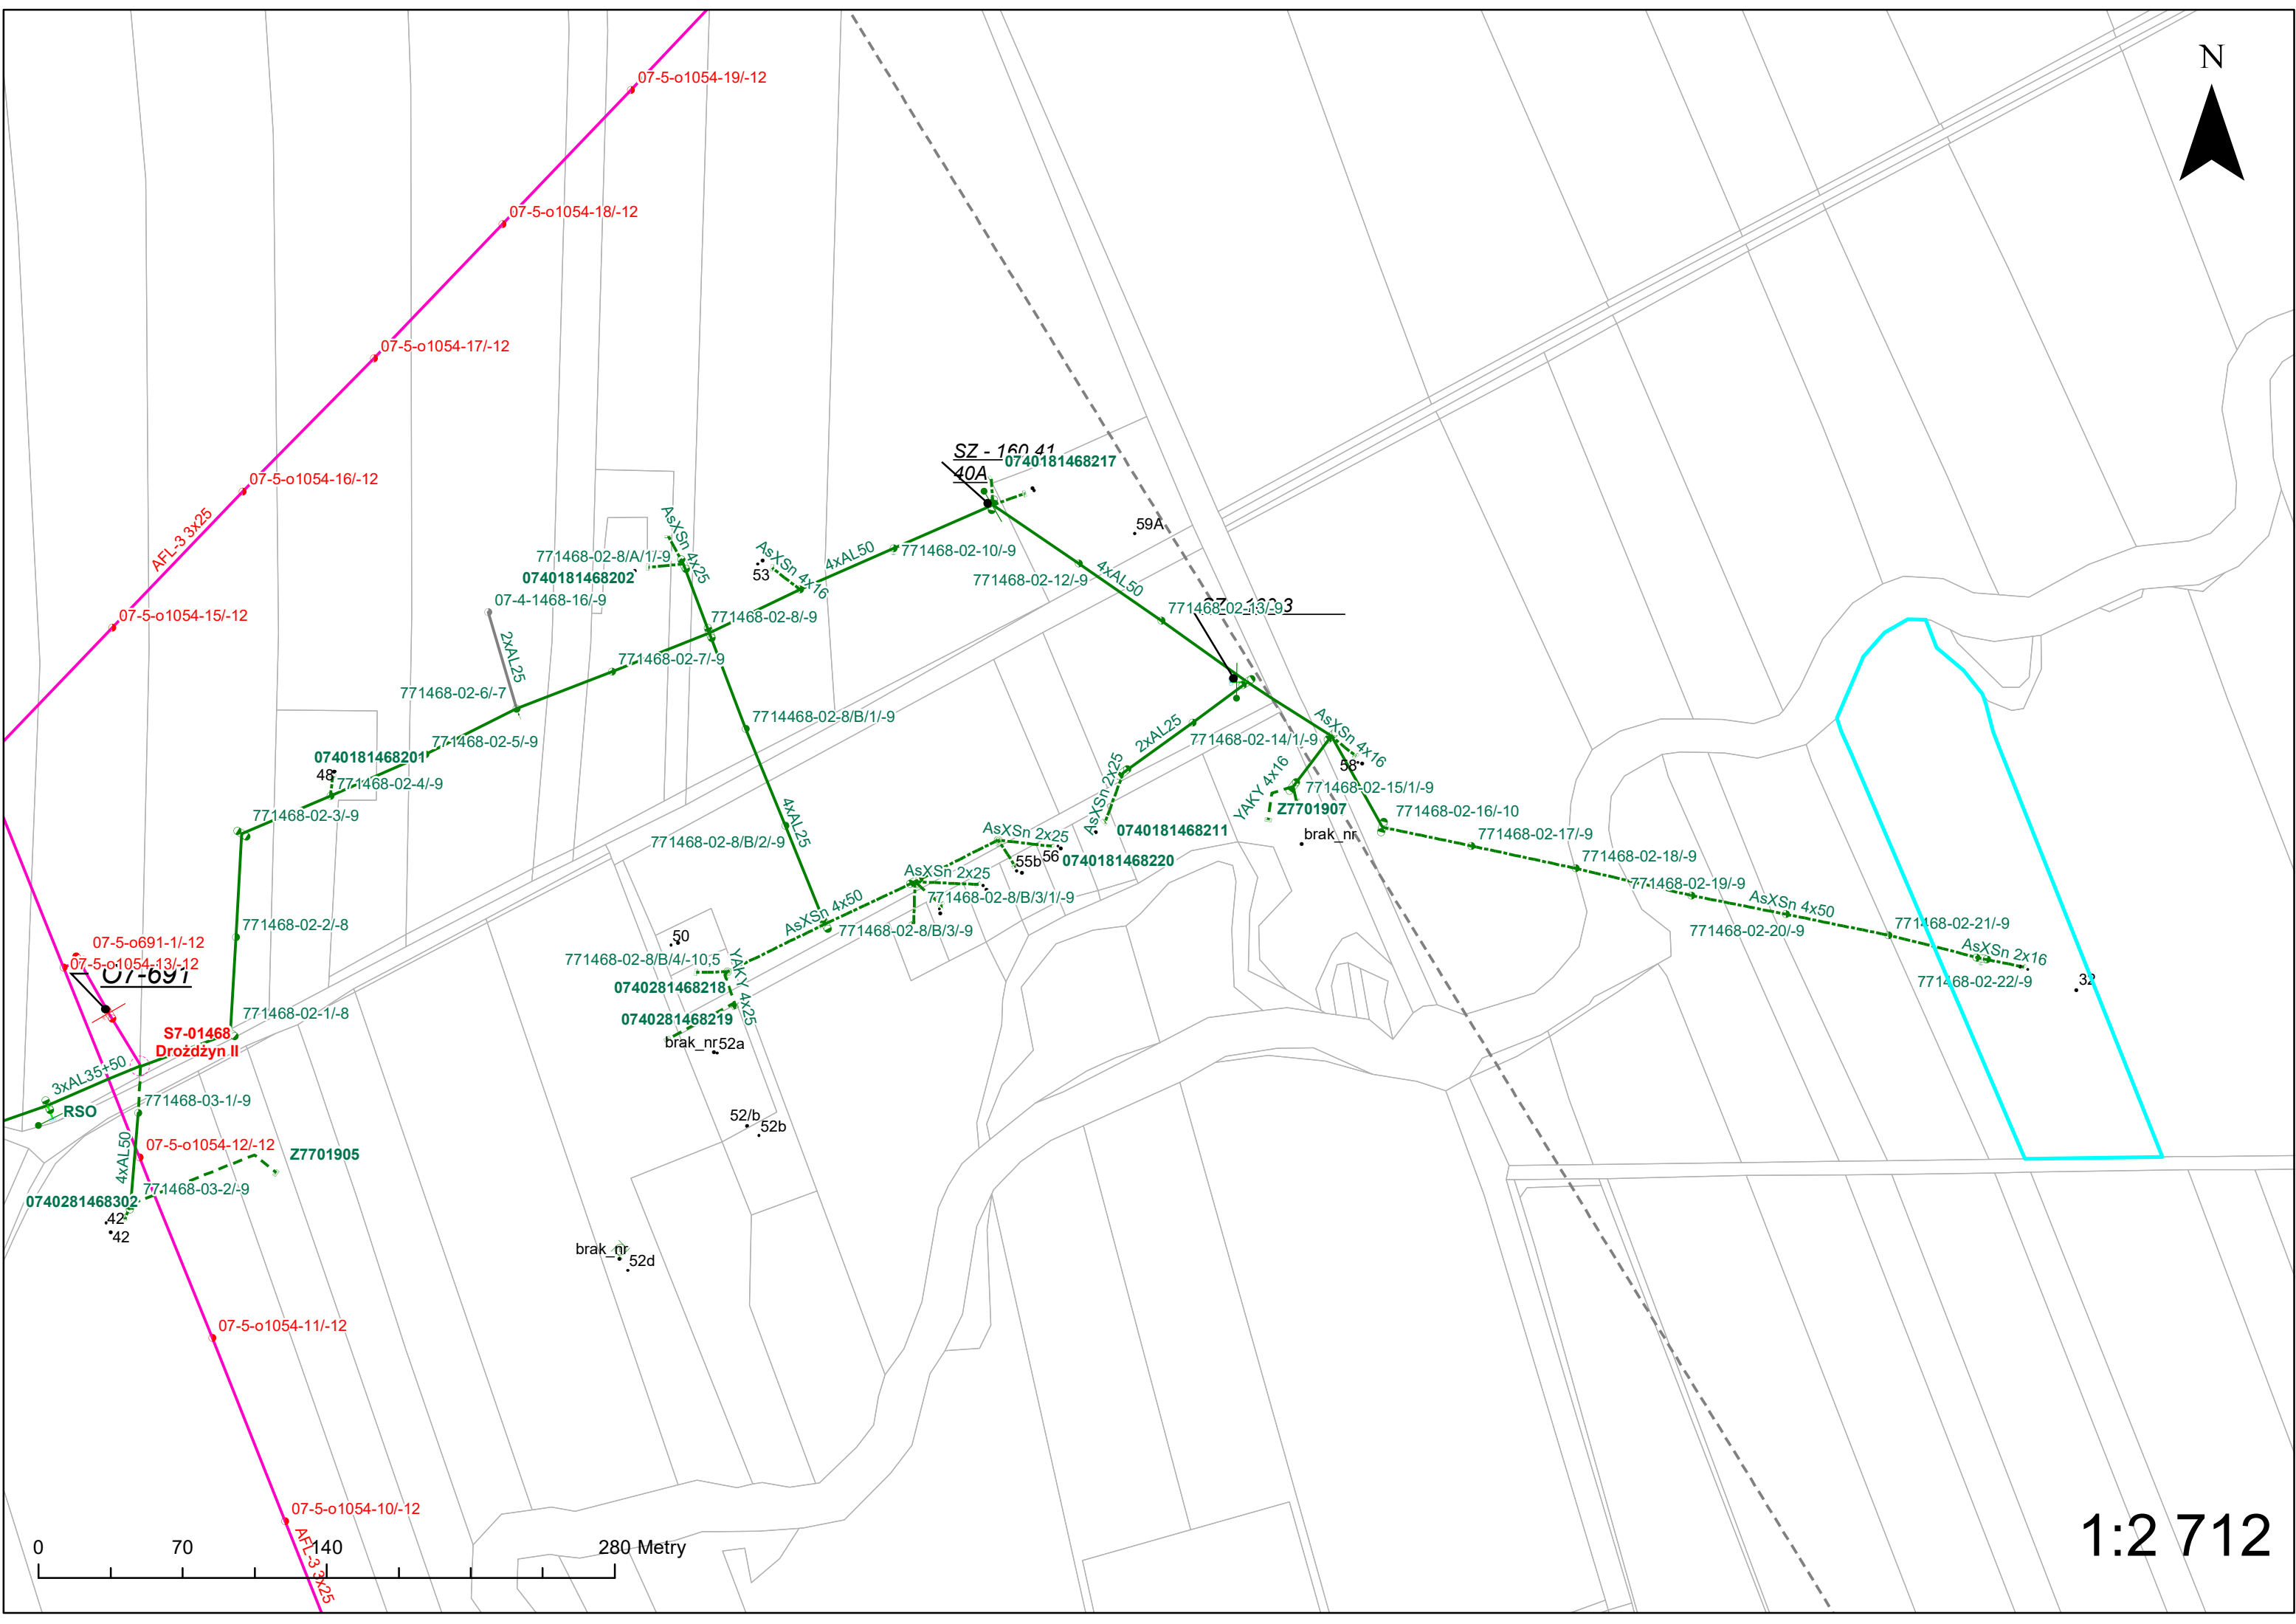 N
07-5-o1054-19/-12
07-5-o1054-18/-12
07-5-o1054-17/-12
SZ - 160.41
40A
0740181468217
07-5-o1054-16/-12
AFL-3 3x25
59A
AsXSn 4x25
771468-02-8/A/1/-9
0740181468202
AsXSn 4x16
53
4xAL50
771468-02-10/-9
771468-02-12/-9
4xAL50
07-4-1468-16/-9
07-5-o1054-15/-12
771468-02-8/-9
771468-02-13/-9
2xAL25
771468-02-7/-9
771468-02-6/-7
7714468-02-8/B/1/-9
2xAL25
771468-02-14/1/-9
AsXSn 4x16
771468-02-5/-9
0740181468201
48
771468-02-4/-9
58
YAKY 4x16
771468-02-15/1/-9
Z7701907
771468-02-3/-9
771468-02-16/-10
AsXSn 2x25
0740181468211
brak_nr
4xAL25
771468-02-8/B/2/-9
AsXSn 2x25
56
55b
0740181468220
771468-02-17/-9
771468-02-18/-9
771468-02-19/-9
AsXSn 2x25
771468-02-8/B/3/1/-9
AsXSn 4x50
771468-02-8/B/3/-9
AsXSn 4x50
771468-02-20/-9
771468-02-21/-9
771468-02-2/-8
07-5-o691-1/-12
07-5-o1054-13/-12
O7-691
50
771468-02-8/B/4/-10,5
YAKY 4x25
0740281468218
AsXSn 2x16
771468-02-22/-9
32
771468-02-1/-8
0740281468219
S7-01468
Drożdżyn II
brak_nr
52a
3xAL35+50
RSO
771468-03-1/-9
52/b
52b
07-5-o1054-12/-12
Z7701905
4xAL50
771468-03-2/-9
0740281468302
42
42
brak_nr
52d
07-5-o1054-11/-12
07-5-o1054-10/-12
AFL-3 3x25
0 70 140 280 Metry
1:2 712